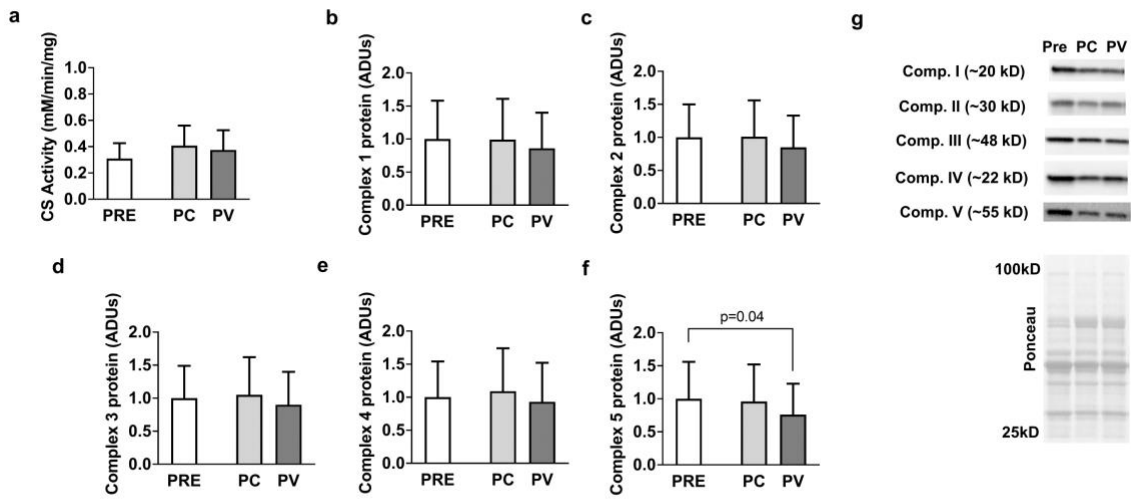 a
CS Activity (mM/min/mg)
1.0
0.8
0.6
0.4
0.2
0.0
PRE PC PV
b
Complex 1 protein (ADUs)
2.0
1.5
1.0
0.5
0.0
PRE PC PV
c
Complex 2 protein (ADUs)
2.0
1.5
1.0
0.5
0.0
PRE PC PV
d
Complex 3 protein (ADUs)
2.0
1.5
1.0
0.5
0.0
PRE PC PV
e
Complex 4 protein (ADUs)
2.0
1.5
1.0
0.5
0.0
PRE PC PV
f
Complex 5 protein (ADUs)
2.0
1.5
1.0
0.5
0.0
p=0.04
PRE PC PV
g
Pre PC PV
Comp. I (~20 kD)
Comp. II (~30 kD)
Comp. III (~48 kD)
Comp. IV (~22 kD)
Comp. V (~55 kD)
100kD
Ponceau
25kD